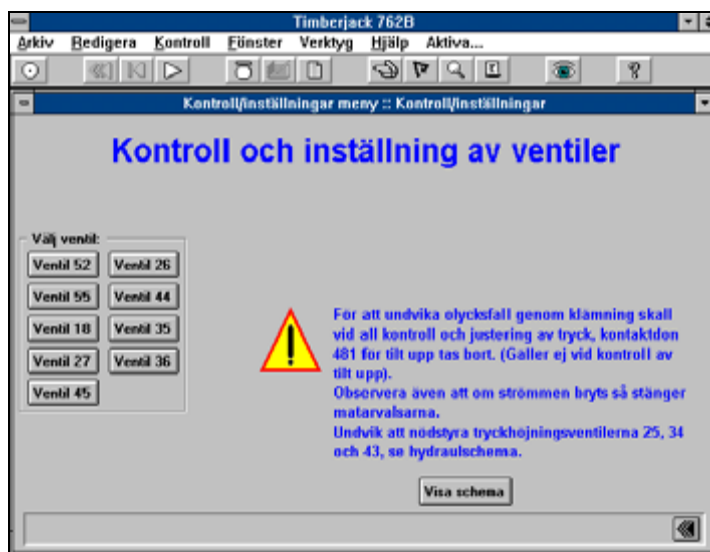 Timberjack 762B
Arkiv Redigera Kontroll Fönster Verktyg Hjälp Aktiva...
Kontroll/inställningar meny :: Kontroll/inställningar
Kontroll och inställning av ventiler
Välj ventil:
Ventil 52 Ventil 26
Ventil 55 Ventil 44
Ventil 18 Ventil 35
Ventil 27 Ventil 36
Ventil 45
För att undvika olycksfall genom klämning skall
vid all kontroll och justering av tryck, kontaktdon
481 för tilt upp tas bort. (Gäller ej vid kontroll av
tilt upp).
Observera även att om strömmen bryts så stänger
matarvalsarna.
Undvik att nödstyra tryckhöjningsventilerna 25, 34
och 43, se hydraulschema.
Visa schema